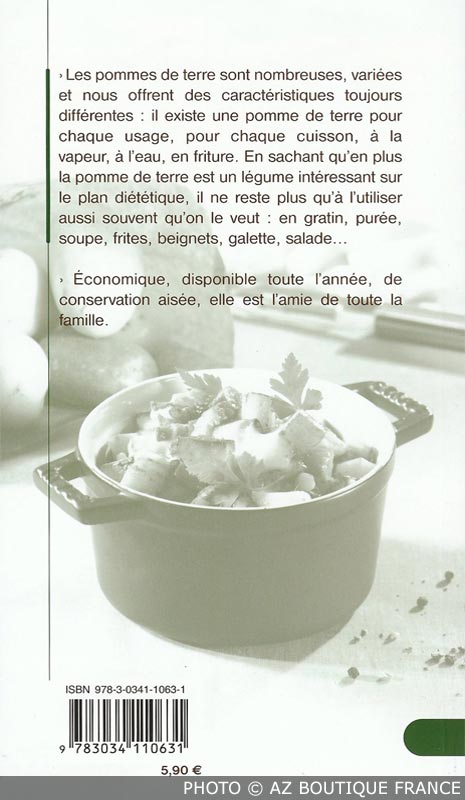 › Les pommes de terre sont nombreuses, variées
et nous offrent des caractéristiques toujours
différentes : il existe une pomme de terre pour
chaque usage, pour chaque cuisson, à la
vapeur, à l'eau, en friture. En sachant qu'en plus
la pomme de terre est un légume intéressant sur
le plan diététique, il ne reste plus qu'à l'utiliser
aussi souvent qu'on le veut : en gratin, purée,
soupe, frites, beignets, galette, salade...
› Économique, disponible toute l'année, de
conservation aisée, elle est l'amie de toute la
famille.
ISBN 978-3-0341-1063-1
9 783034 110631
5,90 €
PHOTO © AZ BOUTIQUE FRANCE